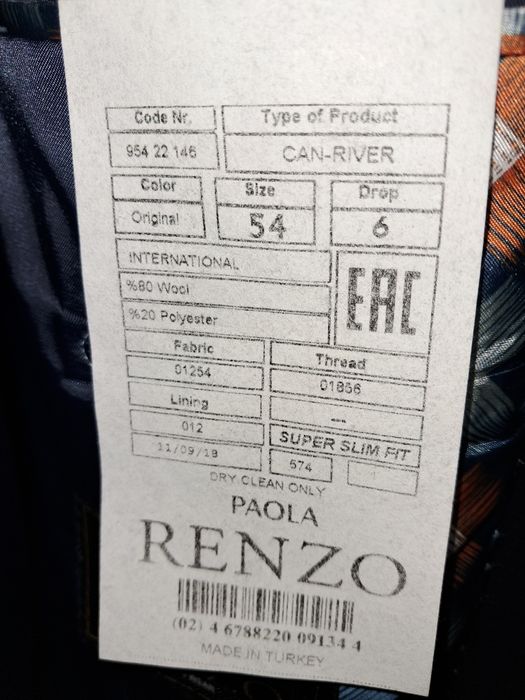 Code Nr. Type of Product
954 22 146 CAN-RIVER
Color Size Drop
Original 54 6
INTERNATIONAL
%80 Wool
%20 Polyester
EAC
Fabric Thread
01254 01856
Lining ---
012 SUPER SLIM FIT
11/09/18 574
DRY CLEAN ONLY
PAOLA
RENZO
(02) 4 6788220 09134 4
MADE IN TURKEY